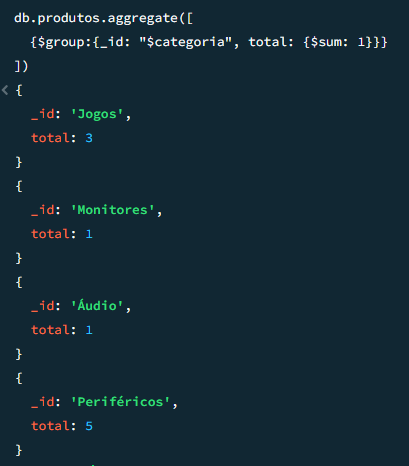 db.produtos.aggregate([
{$group:{_id: "$categoria", total: {$sum: 1}}}
])
< {
_id: 'Jogos',
total: 3
}
{
_id: 'Monitores',
total: 1
}
{
_id: 'Áudio',
total: 1
}
{
_id: 'Periféricos',
total: 5
}